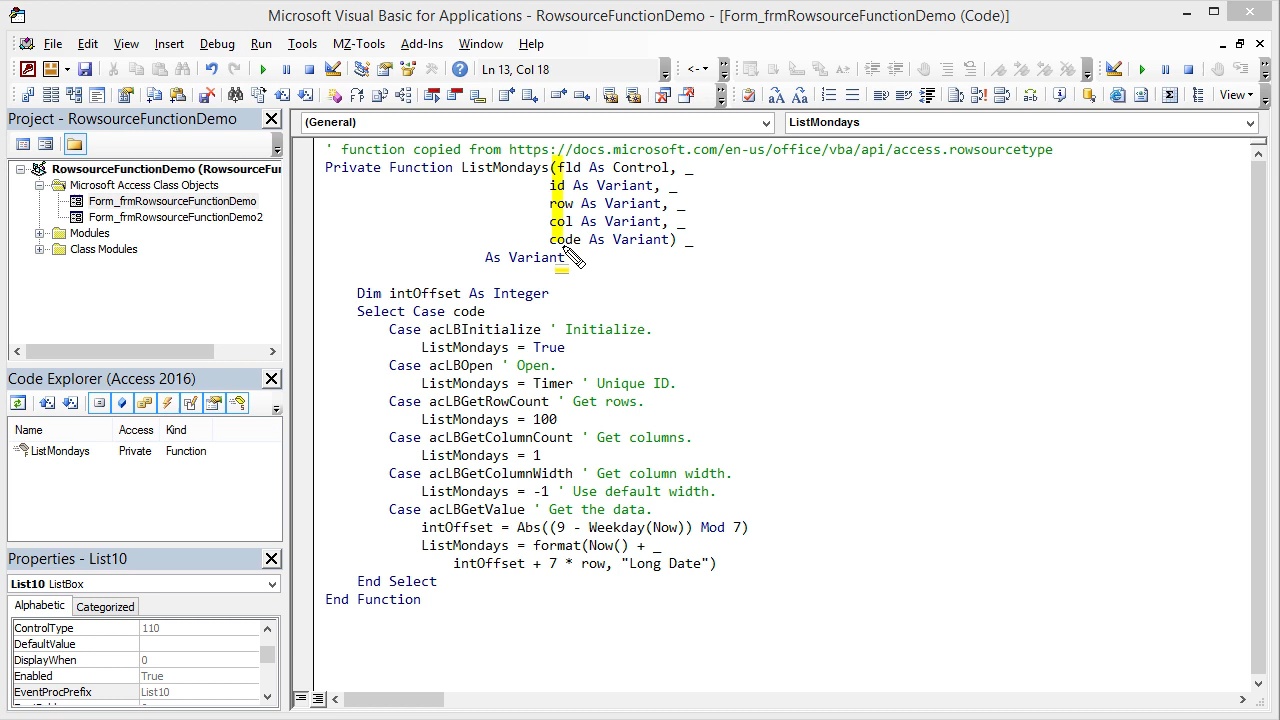 Microsoft Visual Basic for Applications - RowsourceFunctionDemo - [Form_frmRowsourceFunctionDemo (Code)]
File Edit View Insert Debug Run Tools MZ-Tools Add-Ins Window Help
Ln 13, Col 18
View
Project - RowsourceFunctionDemo
RowsourceFunctionDemo (RowsourceFu
Microsoft Access Class Objects
Form_frmRowsourceFunctionDemo
Form_frmRowsourceFunctionDemo2
Modules
Class Modules
Code Explorer (Access 2016)
Name Access Kind
ListMondays Private Function
Properties - List10
List10 ListBox
Alphabetic Categorized
ControlType 110
DefaultValue
DisplayWhen 0
Enabled True
EventProcPrefix List10
(General) ListMondays
' function copied from https://docs.microsoft.com/en-us/office/vba/api/access.rowsourcetype
Private Function ListMondays(fld As Control, _
id As Variant, _
row As Variant, _
col As Variant, _
code As Variant) _
As Variant
Dim intOffset As Integer
Select Case code
Case acLBInitialize ' Initialize.
ListMondays = True
Case acLBOpen ' Open.
ListMondays = Timer ' Unique ID.
Case acLBGetRowCount ' Get rows.
ListMondays = 100
Case acLBGetColumnCount ' Get columns.
ListMondays = 1
Case acLBGetColumnWidth ' Get column width.
ListMondays = -1 ' Use default width.
Case acLBGetValue ' Get the data.
intOffset = Abs((9 - Weekday(Now)) Mod 7)
ListMondays = format(Now() + _
intOffset + 7 * row, "Long Date")
End Select
End Function